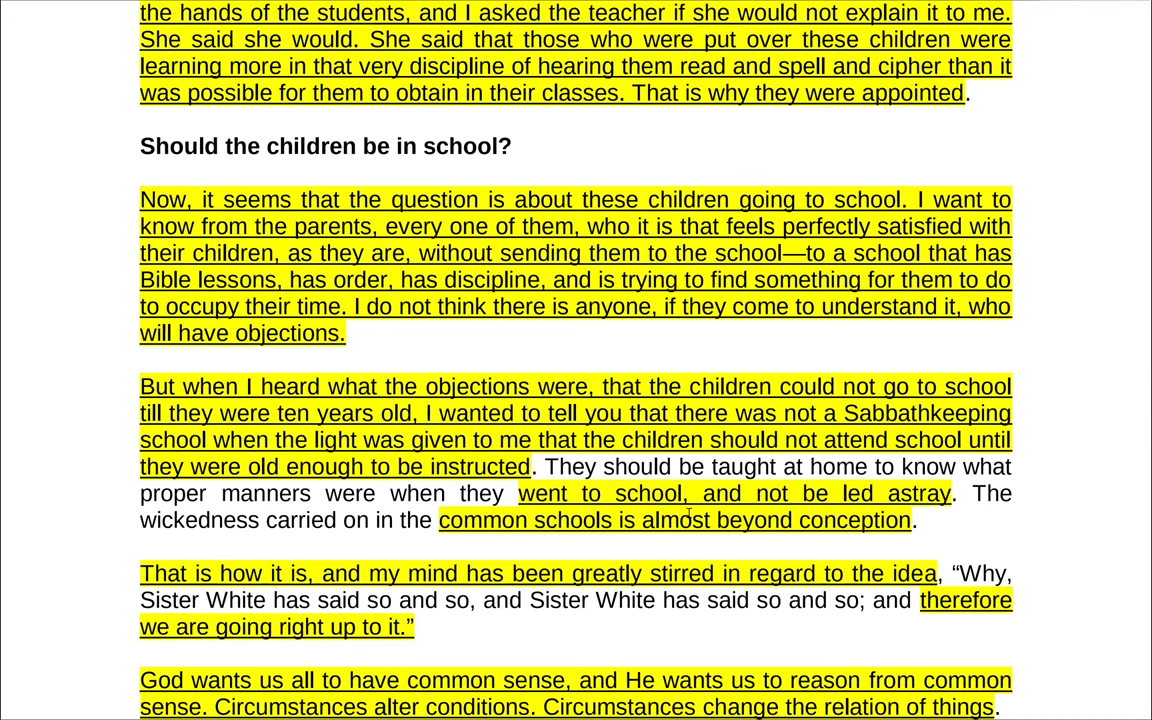 the hands of the students, and I asked the teacher if she would not explain it to me.
She said she would. She said that those who were put over these children were
learning more in that very discipline of hearing them read and spell and cipher than it
was possible for them to obtain in their classes. That is why they were appointed.
Should the children be in school?
Now, it seems that the question is about these children going to school. I want to
know from the parents, every one of them, who it is that feels perfectly satisfied with
their children, as they are, without sending them to the school—to a school that has
Bible lessons, has order, has discipline, and is trying to find something for them to do
to occupy their time. I do not think there is anyone, if they come to understand it, who
will have objections.
But when I heard what the objections were, that the children could not go to school
till they were ten years old, I wanted to tell you that there was not a Sabbathkeeping
school when the light was given to me that the children should not attend school until
they were old enough to be instructed. They should be taught at home to know what
proper manners were when they went to school, and not be led astray. The
wickedness carried on in the common schools is almost beyond conception.
That is how it is, and my mind has been greatly stirred in regard to the idea, “Why,
Sister White has said so and so, and Sister White has said so and so; and therefore
we are going right up to it.”
God wants us all to have common sense, and He wants us to reason from common
sense. Circumstances alter conditions. Circumstances change the relation of things.